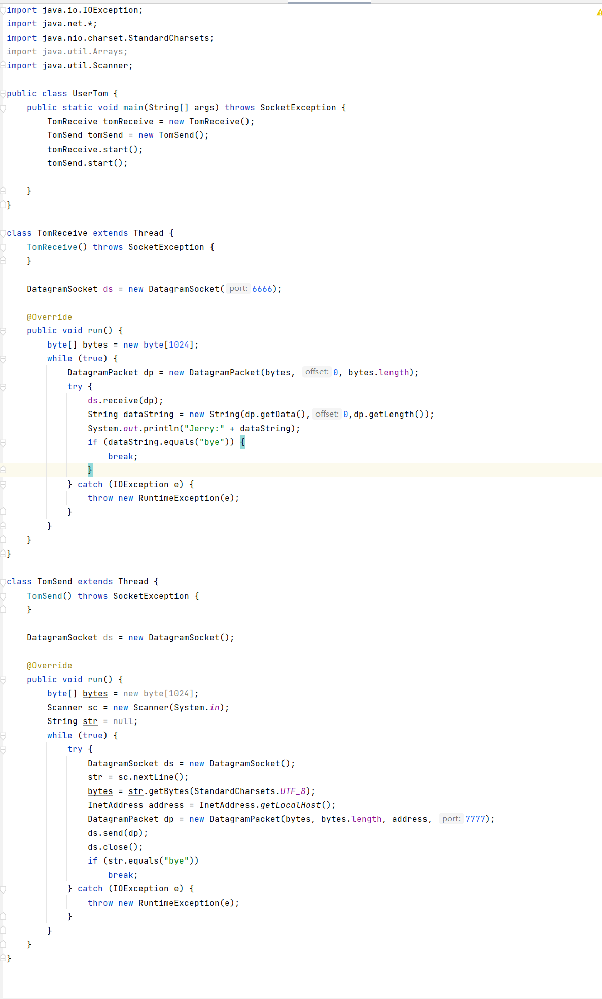 import java.io.IOException;
import java.net.*;
import java.nio.charset.StandardCharsets;
import java.util.Arrays;
import java.util.Scanner;

public class UserTom {
    public static void main(String[] args) throws SocketException {
        TomReceive tomReceive = new TomReceive();
        TomSend tomSend = new TomSend();
        tomReceive.start();
        tomSend.start();

    }
}

class TomReceive extends Thread {
    TomReceive() throws SocketException {
    }

    DatagramSocket ds = new DatagramSocket( port: 6666);

    @Override
    public void run() {
        byte[] bytes = new byte[1024];
        while (true) {
            DatagramPacket dp = new DatagramPacket(bytes, offset: 0, bytes.length);
            try {
                ds.receive(dp);
                String dataString = new String(dp.getData(), offset: 0,dp.getLength());
                System.out.println("Jerry:" + dataString);
                if (dataString.equals("bye")) {
                    break;
                }
            } catch (IOException e) {
                throw new RuntimeException(e);
            }
        }
    }
}

class TomSend extends Thread {
    TomSend() throws SocketException {
    }

    DatagramSocket ds = new DatagramSocket();

    @Override
    public void run() {
        byte[] bytes = new byte[1024];
        Scanner sc = new Scanner(System.in);
        String str = null;
        while (true) {
            try {
                DatagramSocket ds = new DatagramSocket();
                str = sc.nextLine();
                bytes = str.getBytes(StandardCharsets.UTF_8);
                InetAddress address = InetAddress.getLocalHost();
                DatagramPacket dp = new DatagramPacket(bytes, bytes.length, address, port: 7777);
                ds.send(dp);
                ds.close();
                if (str.equals("bye"))
                    break;
            } catch (IOException e) {
                throw new RuntimeException(e);
            }
        }
    }
}